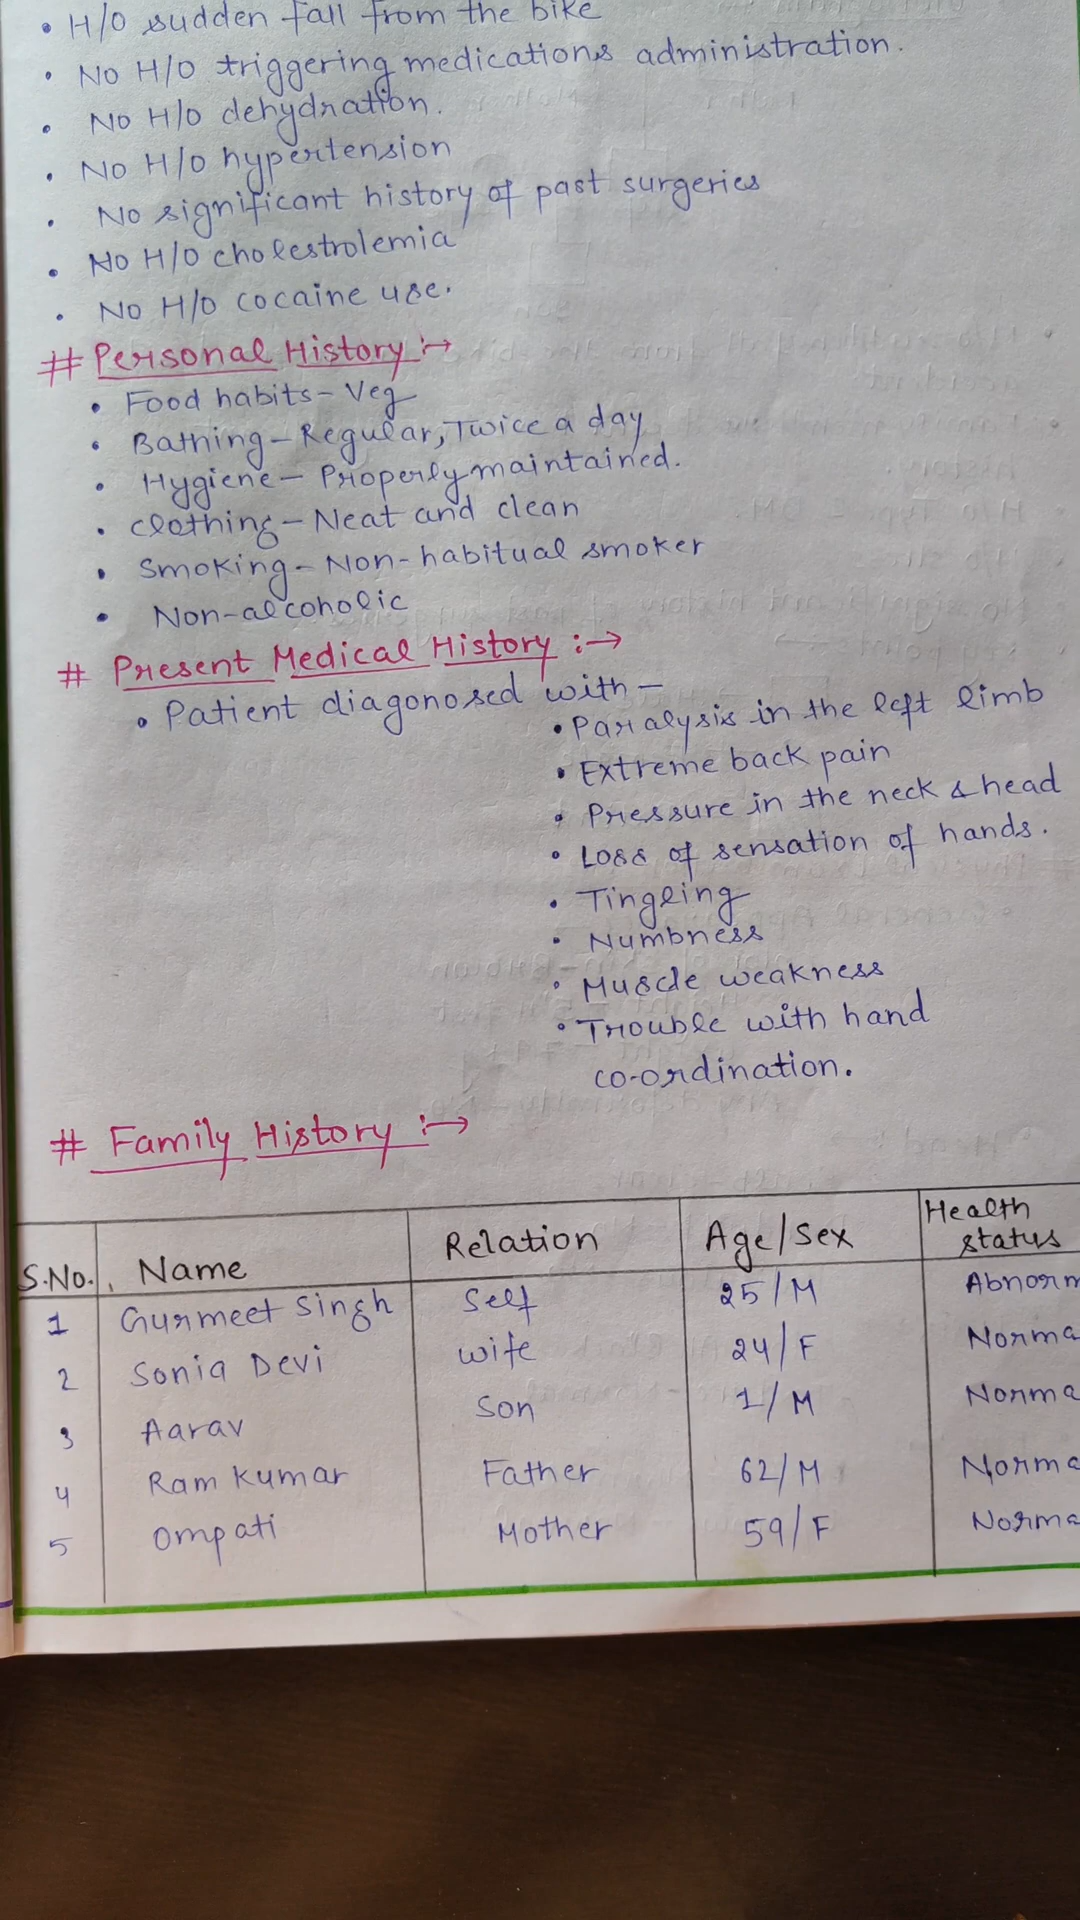 • H/O sudden fall from the bike
• No H/O triggering medications administration.
• No H/O dehydration.
• No H/O hypertension
• No significant history of past surgeries
• No H/O cholestrolemia
• No H/O cocaine use.
# Personal History :→
• Food habits - Veg
• Bathing - Regular, Twice a day
• Hygiene - Properly maintained.
• Clothing - Neat and clean
• Smoking - Non-habitual smoker
• Non-alcoholic
# Present Medical History :→
• Patient diagonosed with -
• Paralysis in the left limb
• Extreme back pain
• Pressure in the neck & head
• Loss of sensation of hands.
• Tingling
• Numbness
• Muscle weakness
• Trouble with hand
co-ordination.
# Family History :→
S.No. Name Relation Age/Sex Health status
1 Gurmeet Singh Self 25/M Abnorm
2 Sonia Devi wife 24/F Norma
3 Aarav Son 1/M Norma
4 Ram Kumar Father 62/M Norma
5 Ompati Mother 59/F Norma